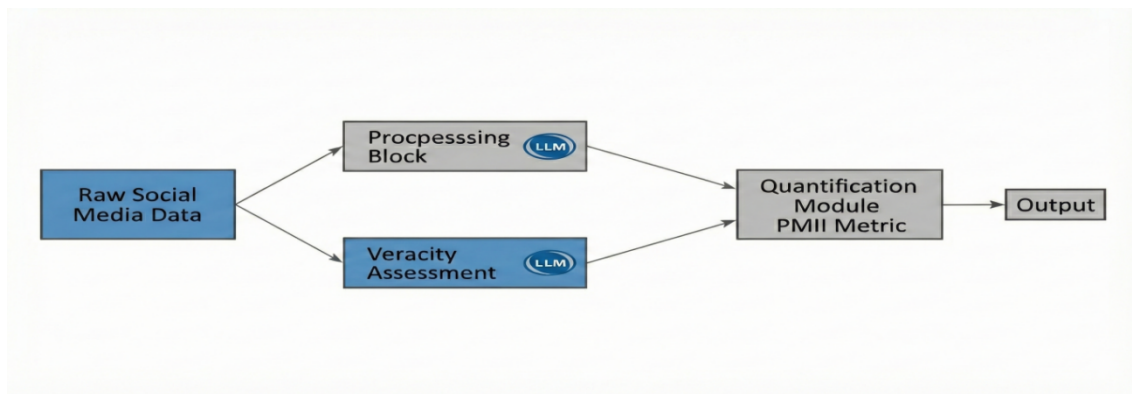 Raw Social
Media Data
Procpesssing
Block
LLM
Veracity
Assessment
LLM
Quantification
Module
PMII Metric
Output